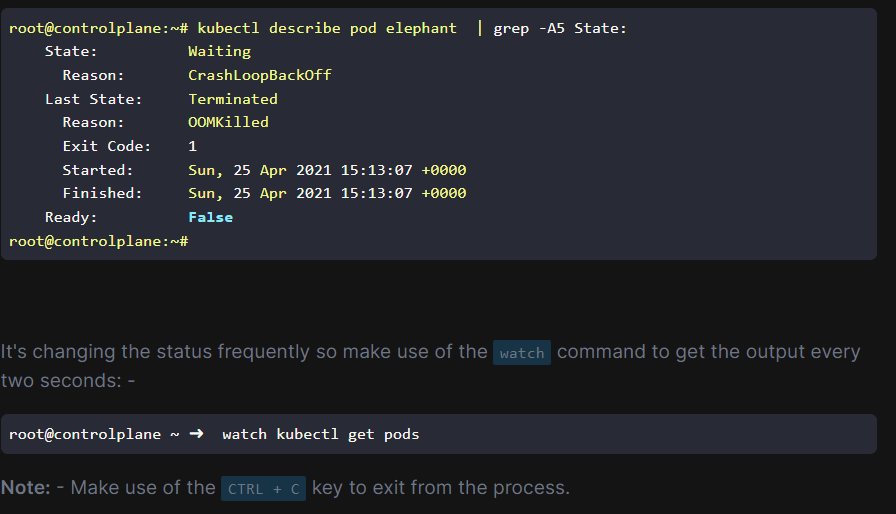 root@controlplane:~# kubectl describe pod elephant  | grep -A5 State:
    State:          Waiting
      Reason:       CrashLoopBackOff
    Last State:     Terminated
      Reason:       OOMKilled
      Exit Code:    1
      Started:      Sun, 25 Apr 2021 15:13:07 +0000
      Finished:     Sun, 25 Apr 2021 15:13:07 +0000
    Ready:          False
root@controlplane:~#
It's changing the status frequently so make use of the watch command to get the output every
two seconds: -
root@controlplane ~ ➜  watch kubectl get pods
Note: - Make use of the CTRL + C key to exit from the process.